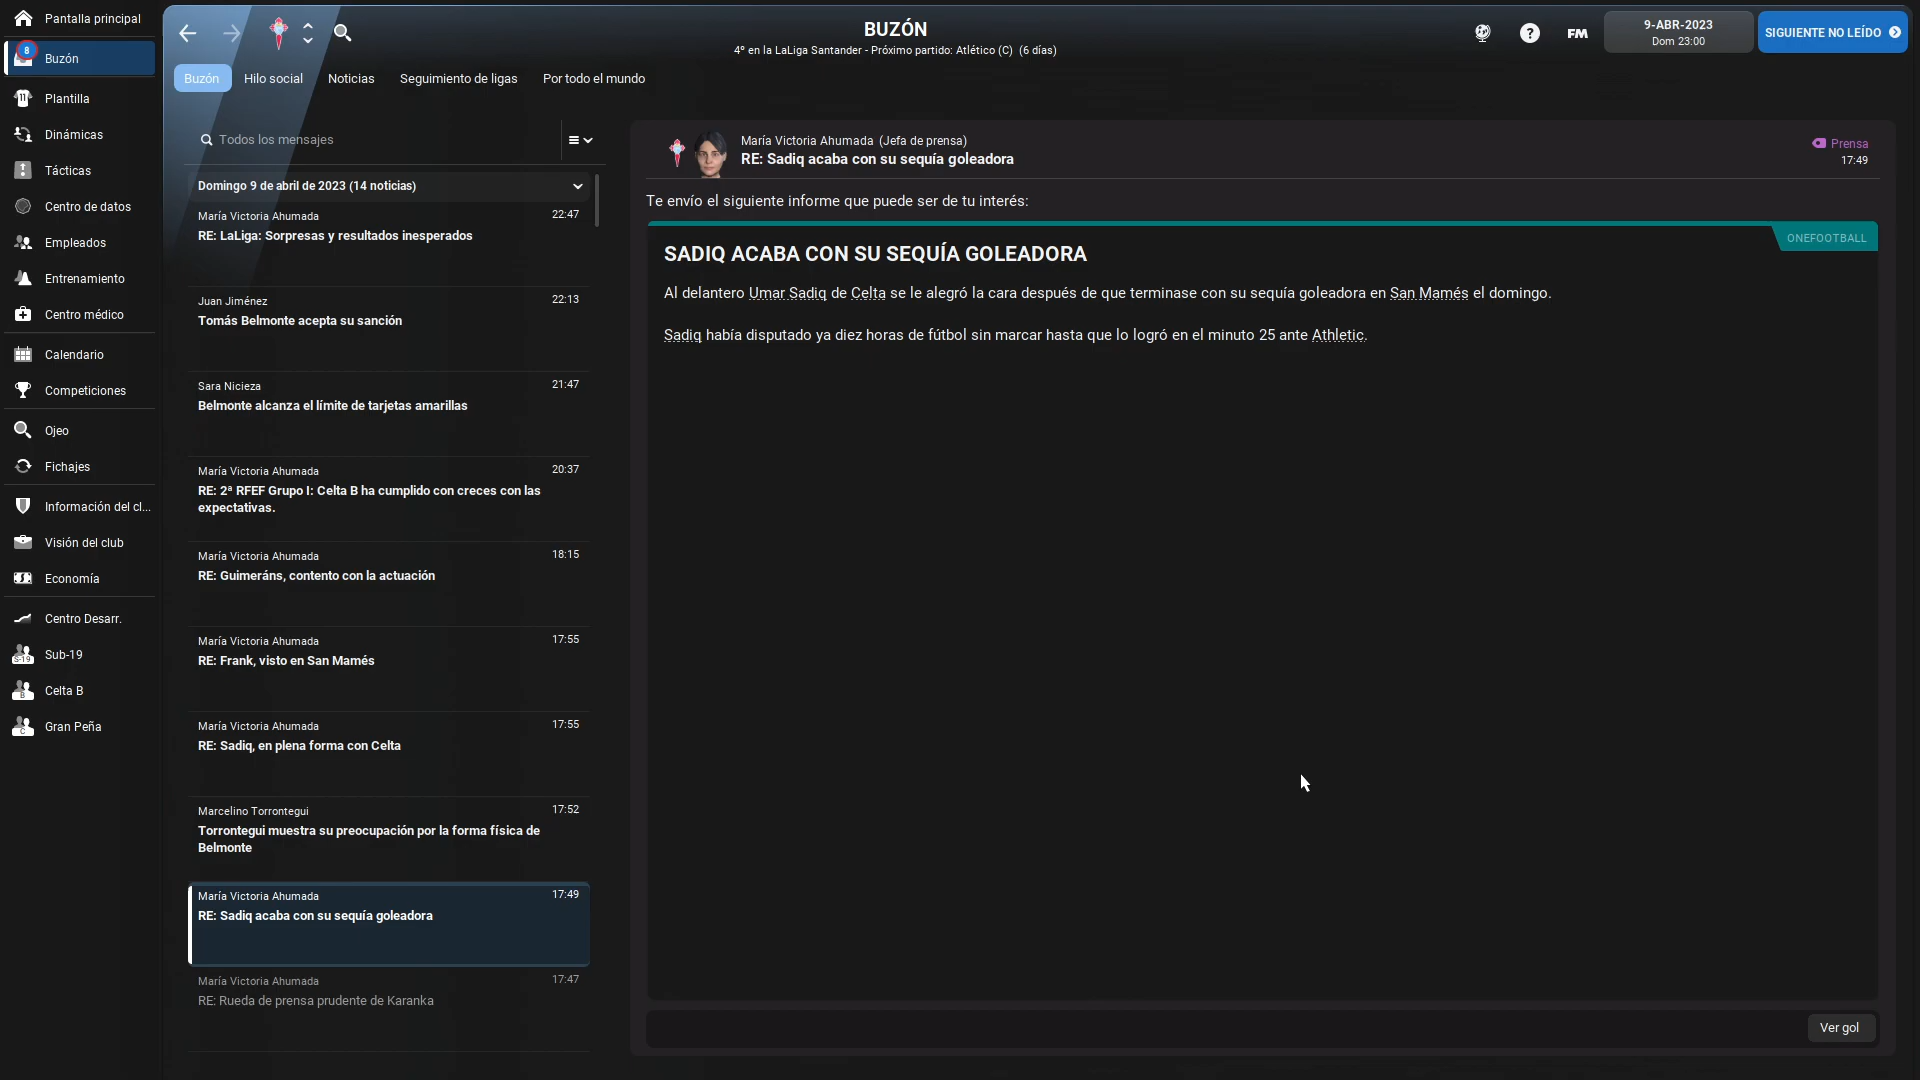 Pantalla principal
8
Buzón
11
Plantilla
Dinámicas
Tácticas
Centro de datos
Empleados
Entrenamiento
Centro médico
Calendario
Competiciones
Ojeo
Fichajes
Información del cl...
Visión del club
Economía
Centro Desarr.
S-19
Sub-19
B
Celta B
C
Gran Peña
BUZÓN
4º en la LaLiga Santander - Próximo partido: Atlético (C) (6 días)
?
FM
9-ABR-2023
Dom 23:00
SIGUIENTE NO LEÍDO
Buzón
Hilo social
Noticias
Seguimiento de ligas
Por todo el mundo
Todos los mensajes
Domingo 9 de abril de 2023 (14 noticias)
María Victoria Ahumada 22:47
RE: LaLiga: Sorpresas y resultados inesperados
Juan Jiménez 22:13
Tomás Belmonte acepta su sanción
Sara Nicieza 21:47
Belmonte alcanza el límite de tarjetas amarillas
María Victoria Ahumada 20:37
RE: 2ª RFEF Grupo I: Celta B ha cumplido con creces con las
expectativas.
María Victoria Ahumada 18:15
RE: Guimeráns, contento con la actuación
María Victoria Ahumada 17:55
RE: Frank, visto en San Mamés
María Victoria Ahumada 17:55
RE: Sadiq, en plena forma con Celta
Marcelino Torrontegui 17:52
Torrontegui muestra su preocupación por la forma física de
Belmonte
María Victoria Ahumada 17:49
RE: Sadiq acaba con su sequía goleadora
María Victoria Ahumada 17:47
RE: Rueda de prensa prudente de Karanka
María Victoria Ahumada (Jefa de prensa)
RE: Sadiq acaba con su sequía goleadora
Prensa
17:49
Te envío el siguiente informe que puede ser de tu interés:
ONEFOOTBALL
SADIQ ACABA CON SU SEQUÍA GOLEADORA
Al delantero Umar Sadiq de Celta se le alegró la cara después de que terminase con su sequía goleadora en San Mamés el domingo.
Sadiq había disputado ya diez horas de fútbol sin marcar hasta que lo logró en el minuto 25 ante Athletic.
Ver gol